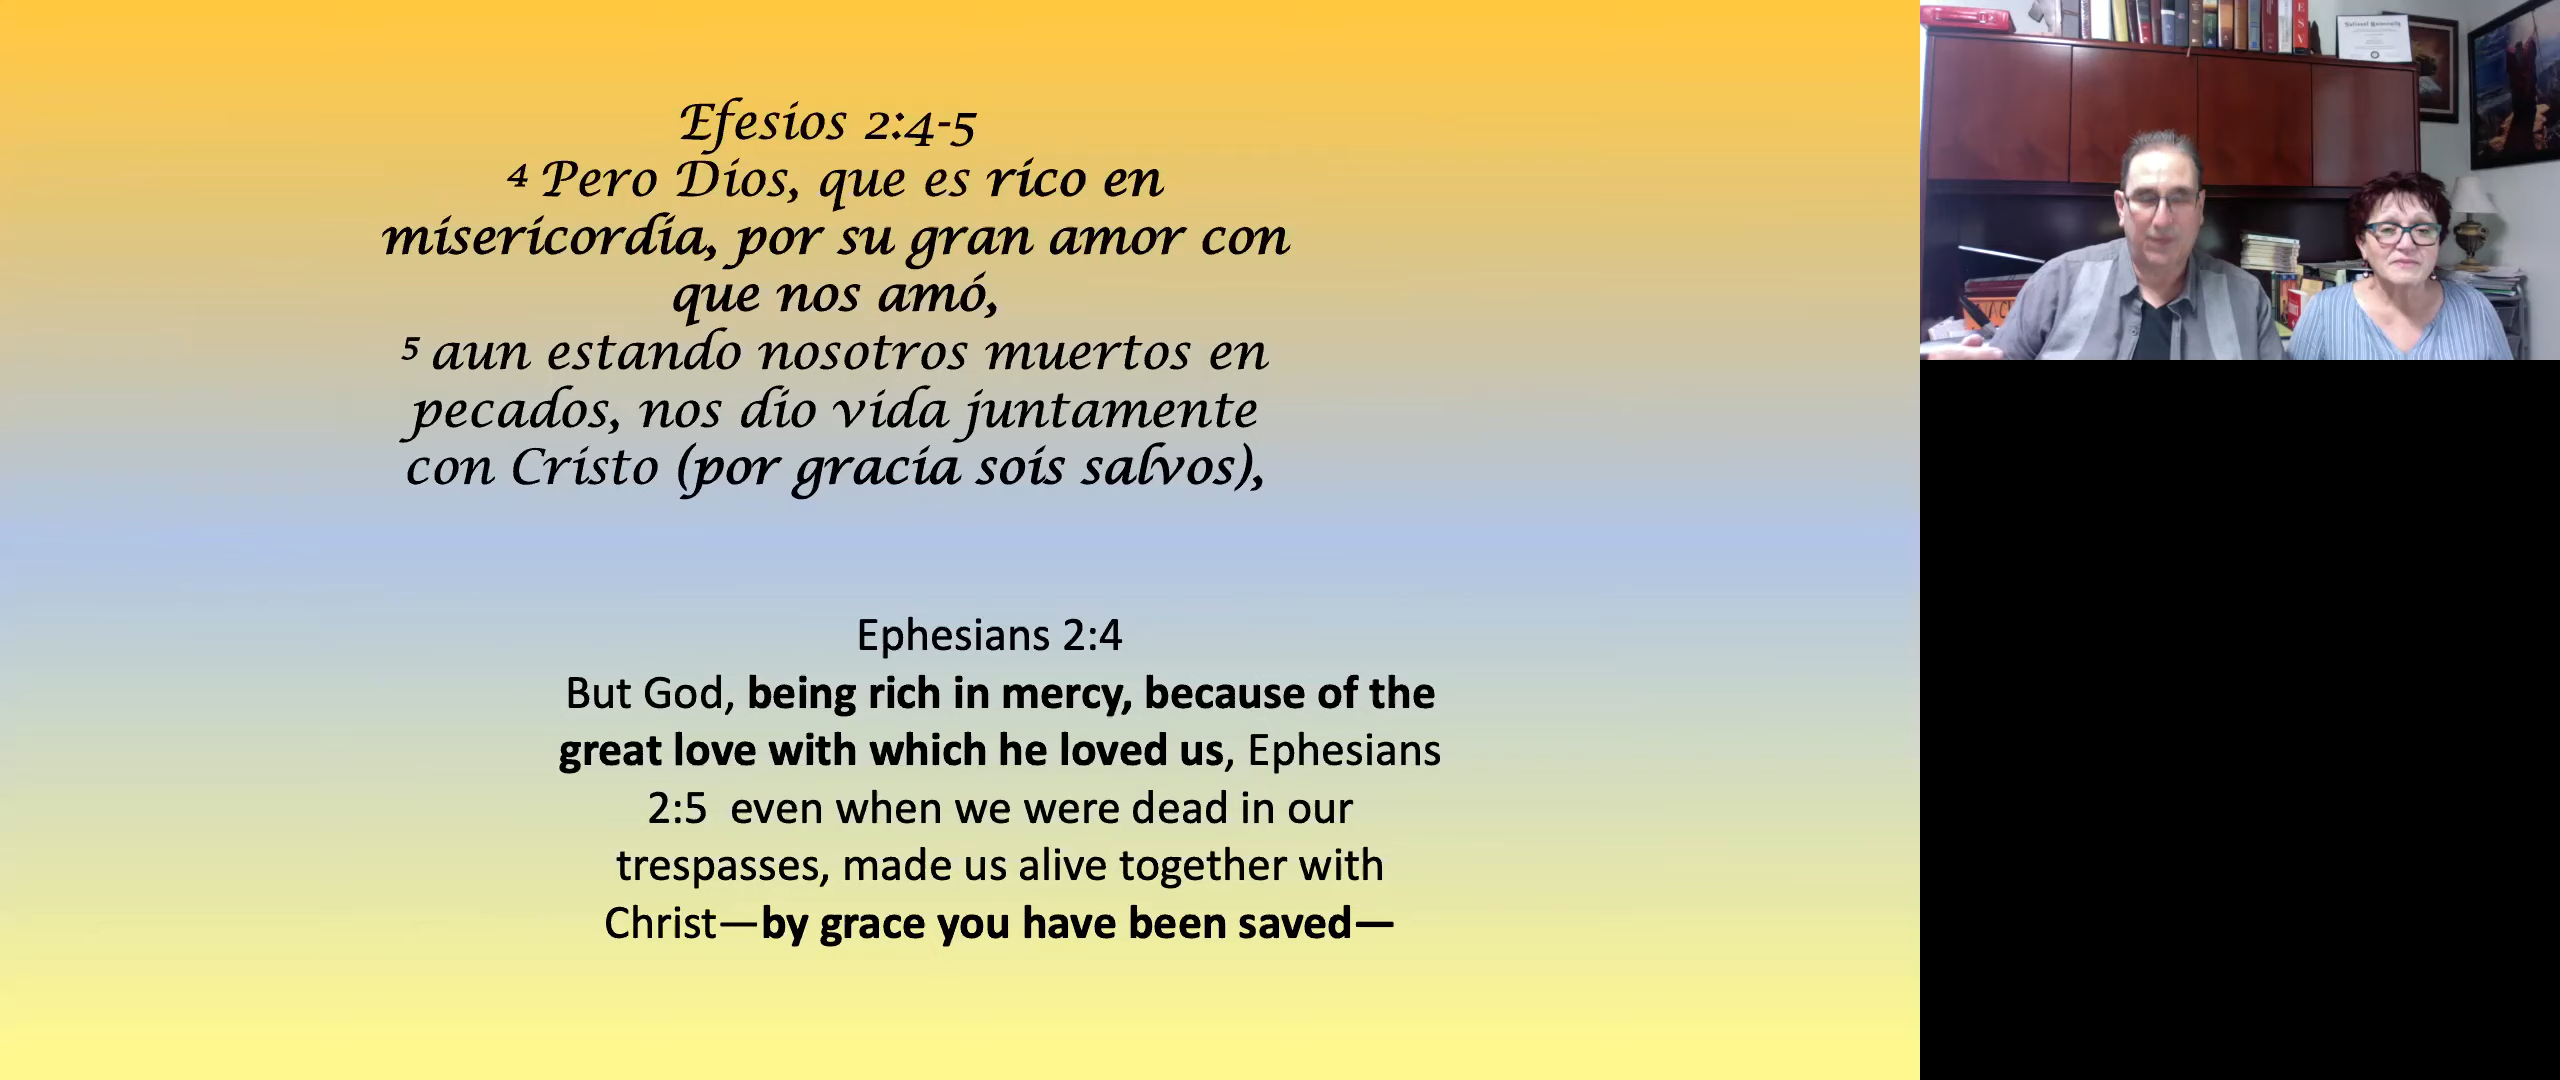 Efesios 2:4-5
⁴ Pero Dios, que es rico en
misericordia, por su gran amor con
que nos amó,
⁵ aun estando nosotros muertos en
pecados, nos dio vida juntamente
con Cristo (por gracia sois salvos),
Ephesians 2:4
But God, being rich in mercy, because of the
great love with which he loved us, Ephesians
2:5  even when we were dead in our
trespasses, made us alive together with
Christ—by grace you have been saved—
National University